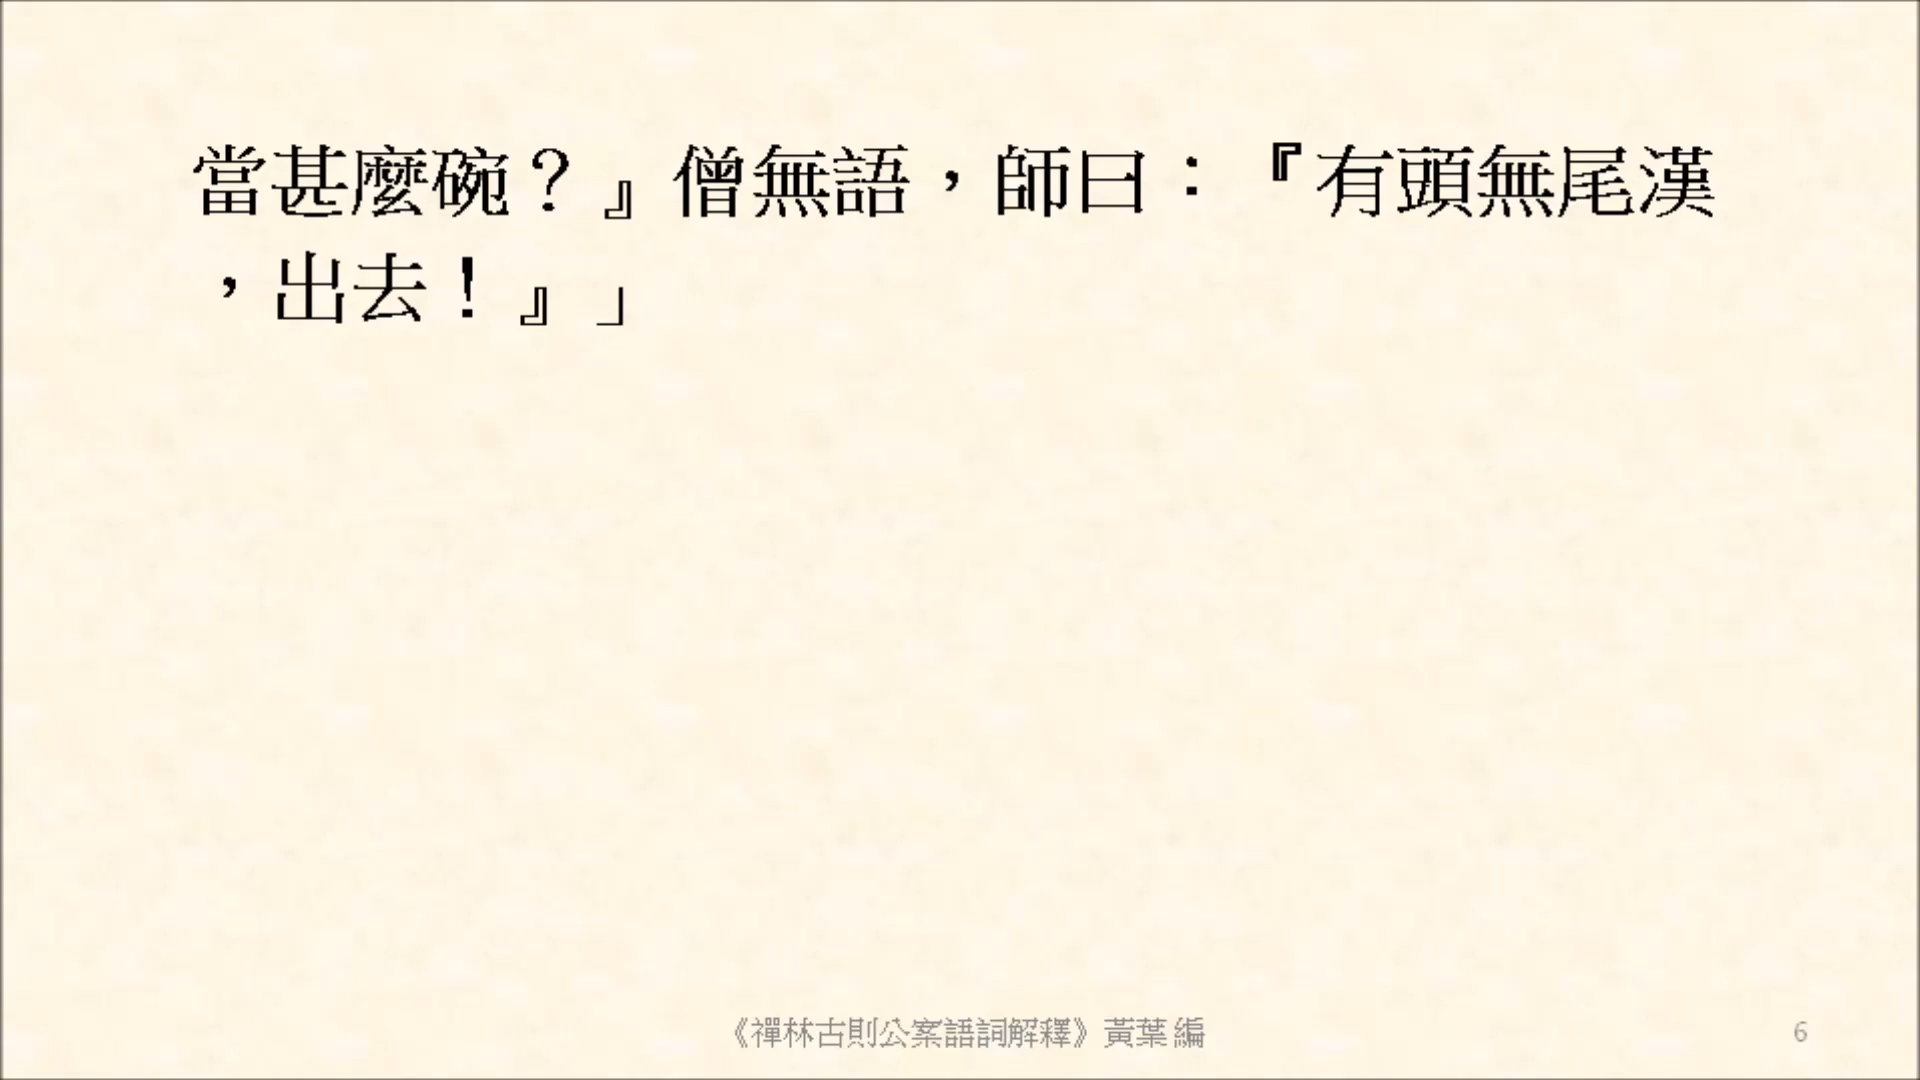 當甚麼碗？』僧無語，師曰：『有頭無尾漢
，出去！』」
《禪林古則公案語詞解釋》黃葉 編
6